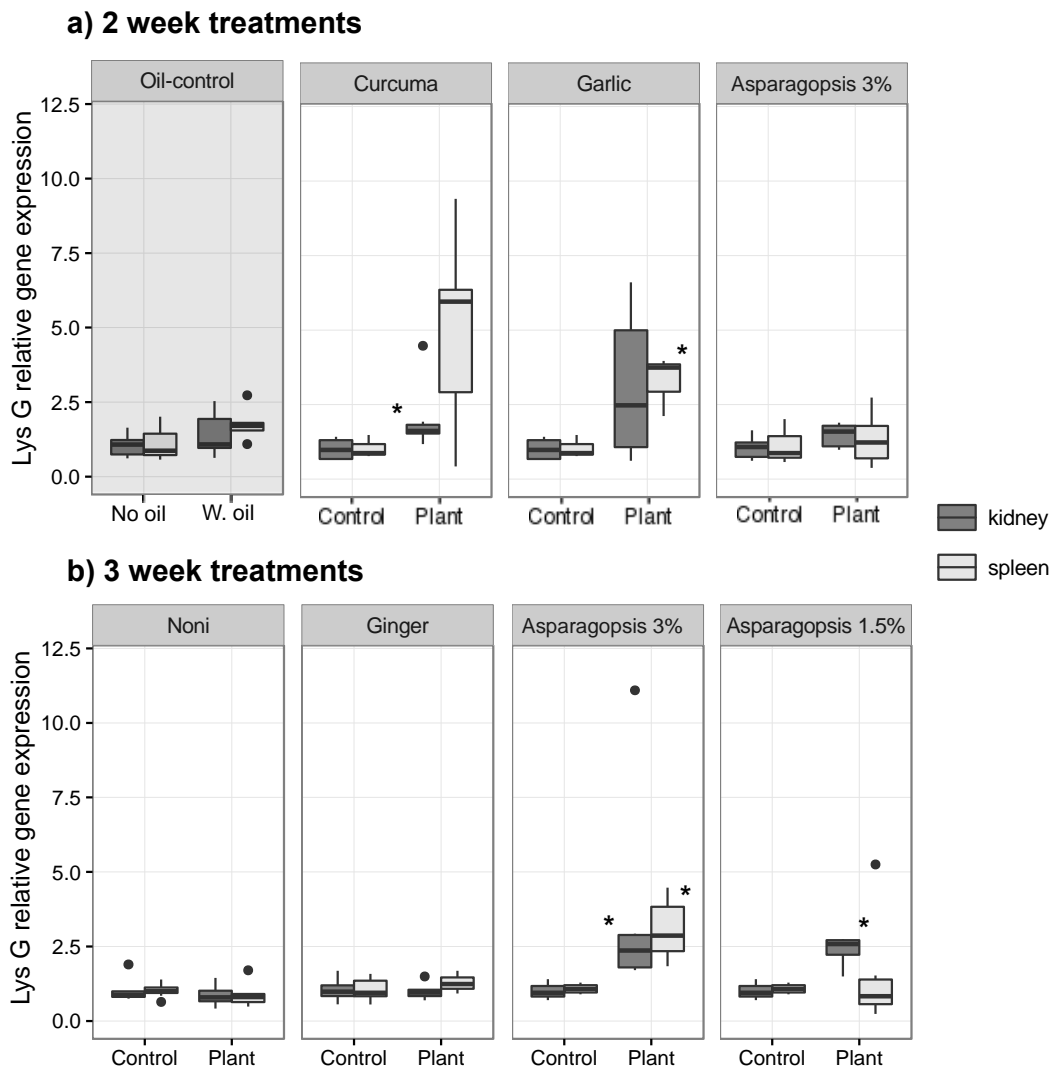 a) 2 week treatments
Oil-control
Curcuma
Garlic
Asparagopsis 3%
Lys G relative gene expression
12.5
10.0
7.5
5.0
2.5
0.0
*
*
No oil
W. oil
Control
Plant
Control
Plant
Control
Plant
kidney
spleen
b) 3 week treatments
Noni
Ginger
Asparagopsis 3%
Asparagopsis 1.5%
Lys G relative gene expression
12.5
10.0
7.5
5.0
2.5
0.0
*
*
*
Control
Plant
Control
Plant
Control
Plant
Control
Plant